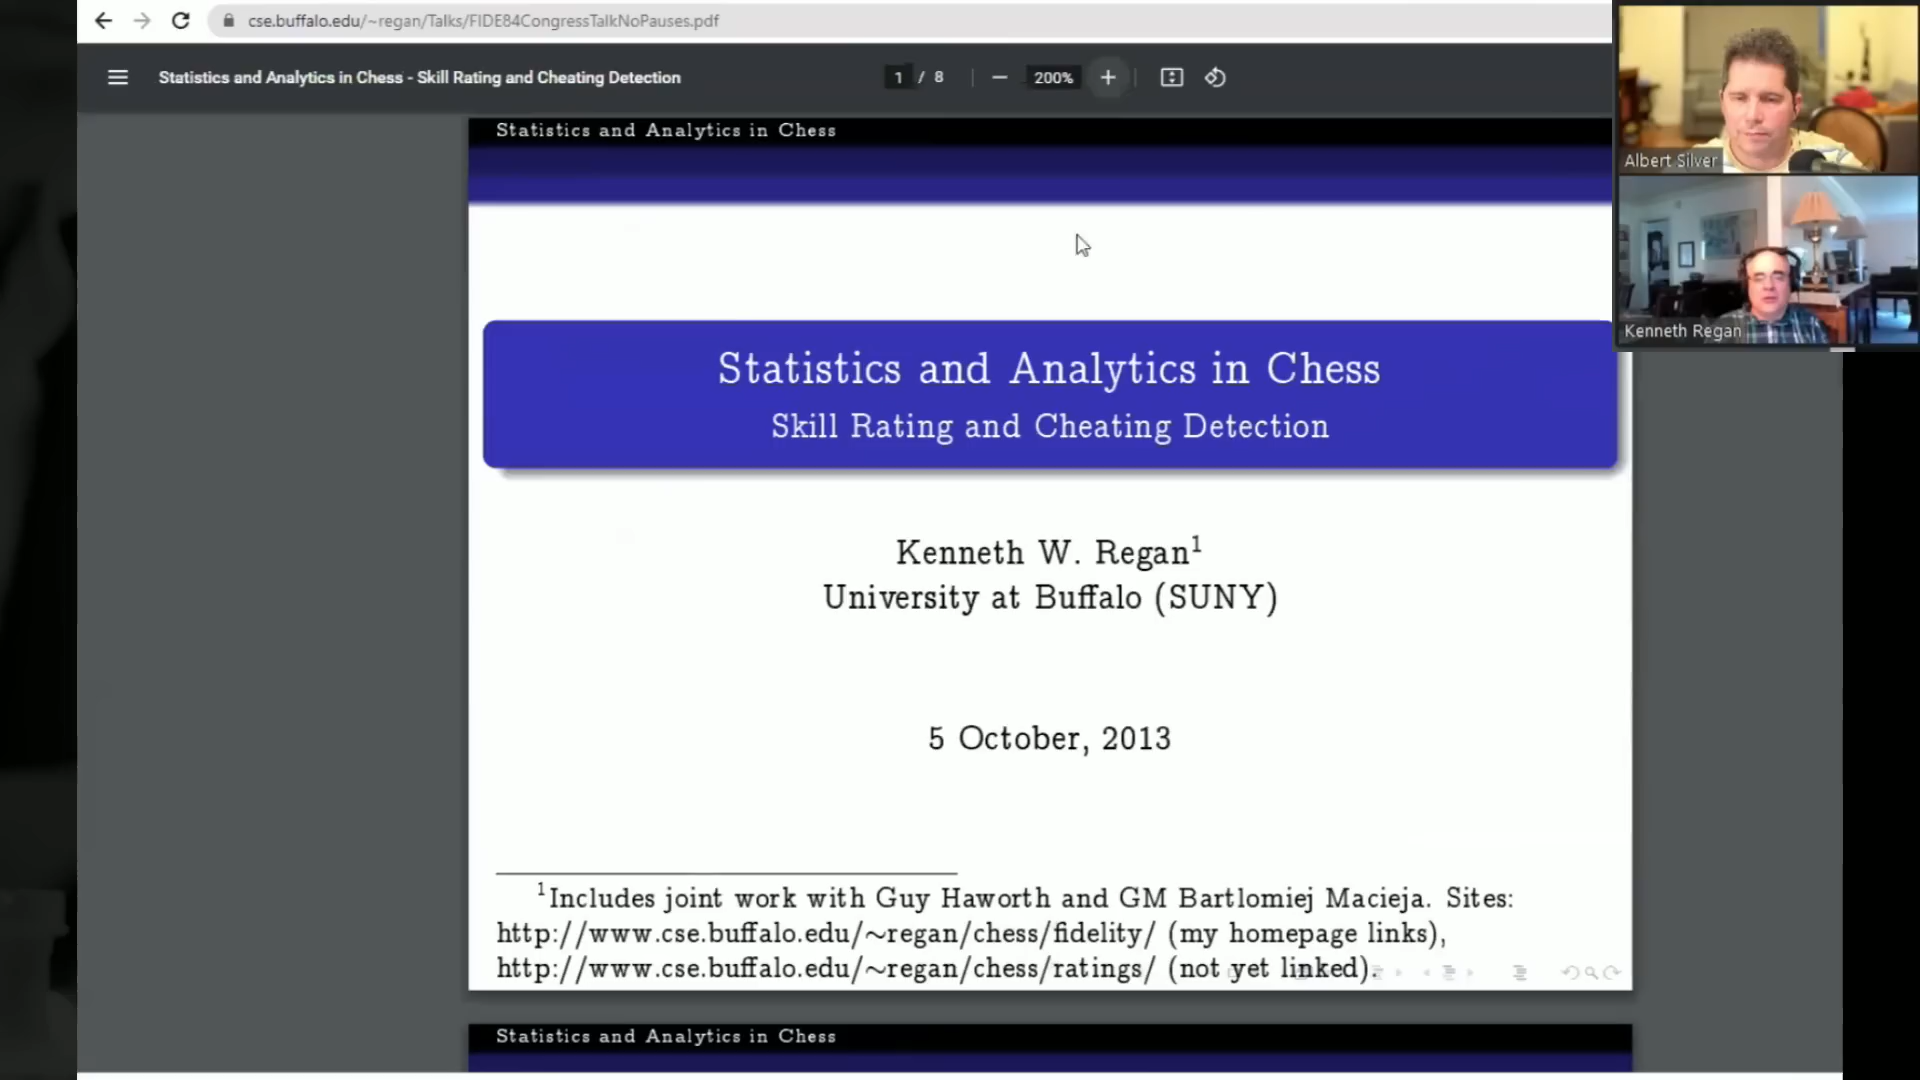 cse.buffalo.edu/~regan/Talks/FIDE84CongressTalkNoPauses.pdf
Statistics and Analytics in Chess - Skill Rating and Cheating Detection
1 / 8
200%
Albert Silver
Kenneth Regan
Statistics and Analytics in Chess
Statistics and Analytics in Chess
Skill Rating and Cheating Detection
Kenneth W. Regan¹
University at Buffalo (SUNY)
5 October, 2013
¹Includes joint work with Guy Haworth and GM Bartlomiej Macieja. Sites:
http://www.cse.buffalo.edu/~regan/chess/fidelity/ (my homepage links),
http://www.cse.buffalo.edu/~regan/chess/ratings/ (not yet linked).
Statistics and Analytics in Chess